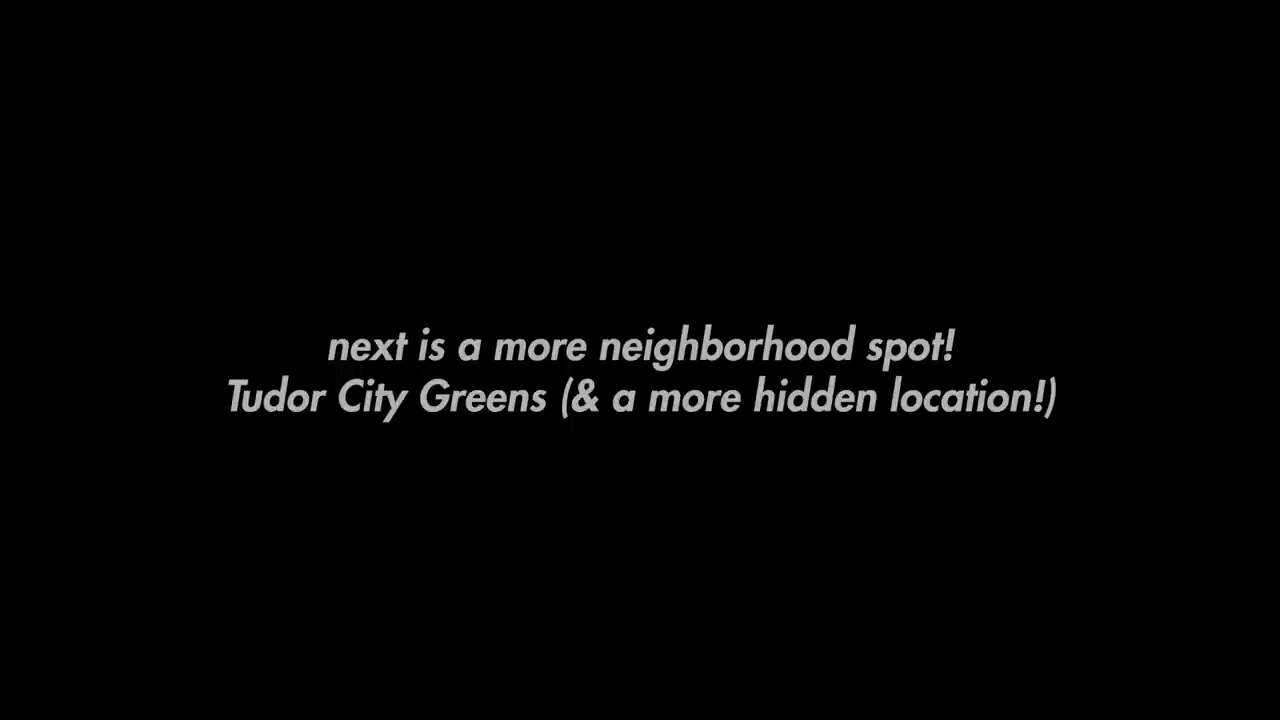 next is a more neighborhood spot!
Tudor City Greens (& a more hidden location!)